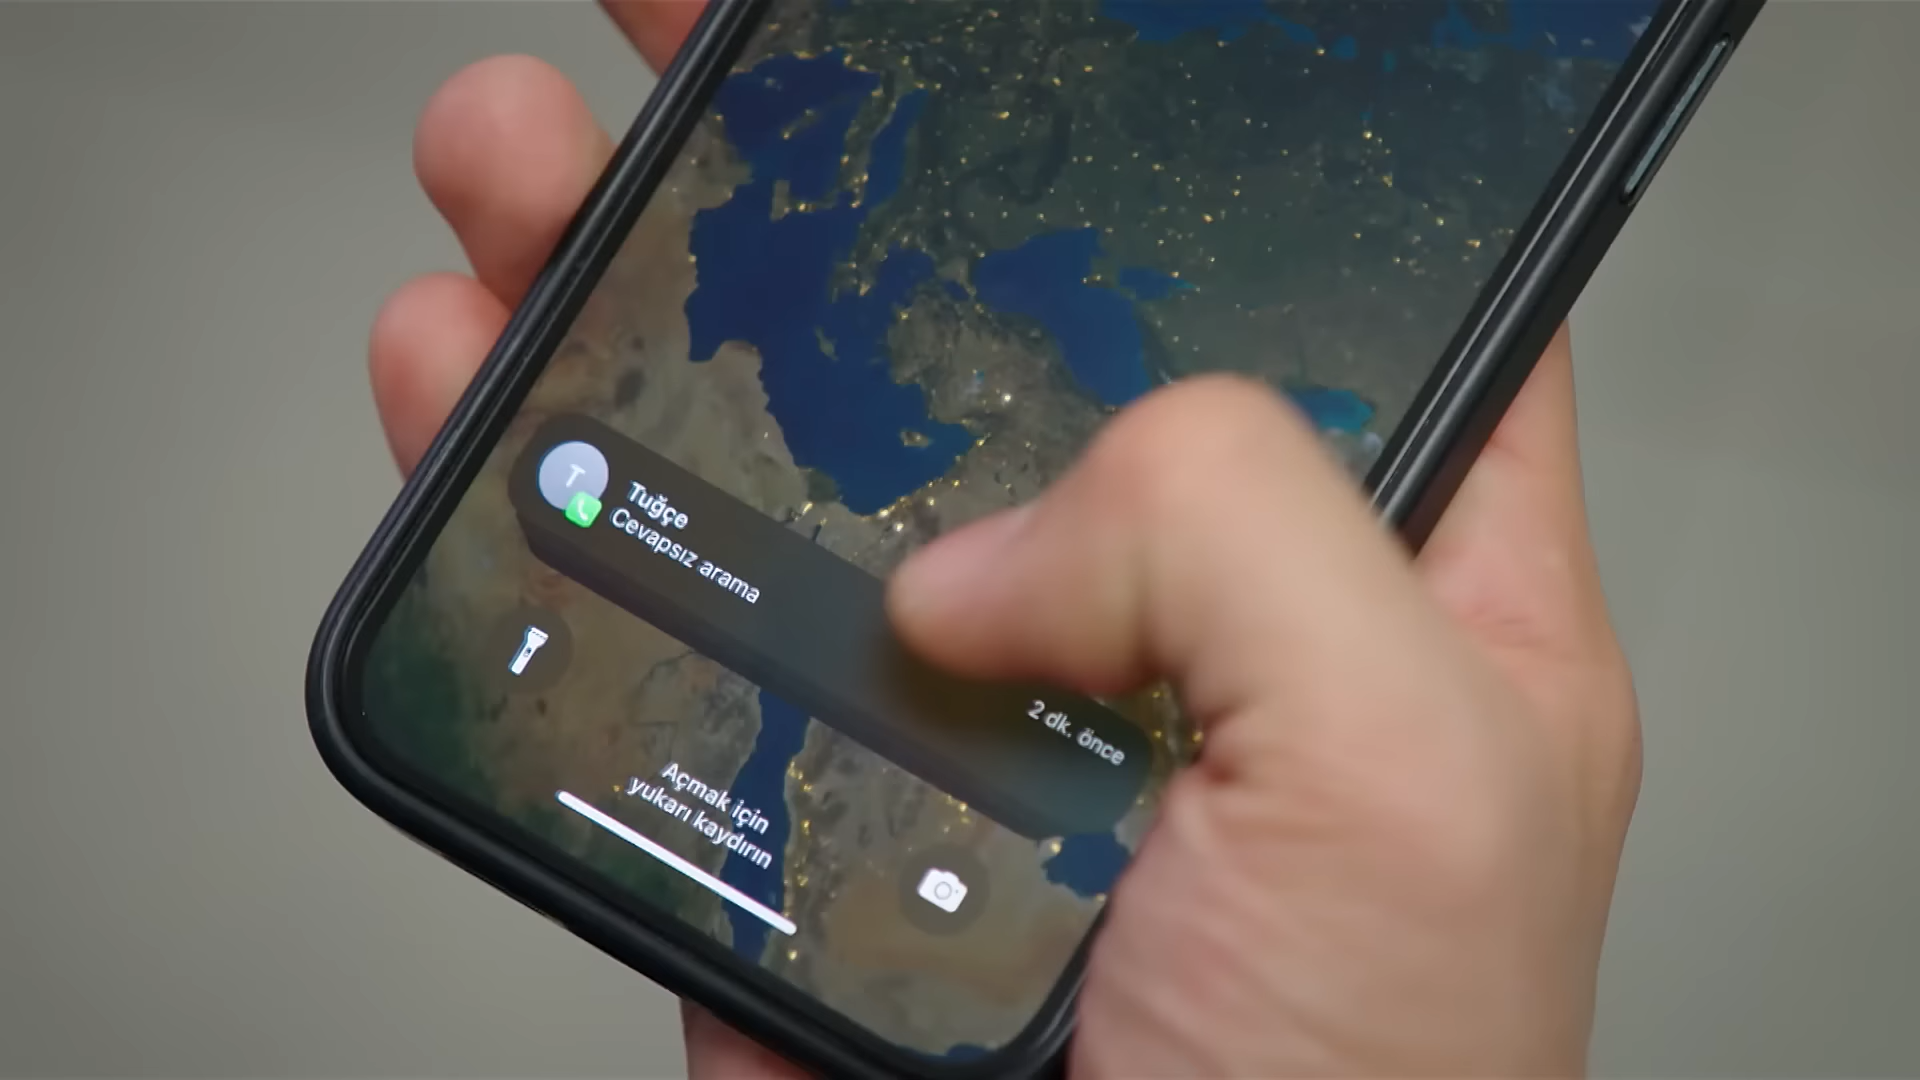 T
Tuğçe
Cevapsız arama
2 dk. önce
Açmak için
yukarı kaydırın